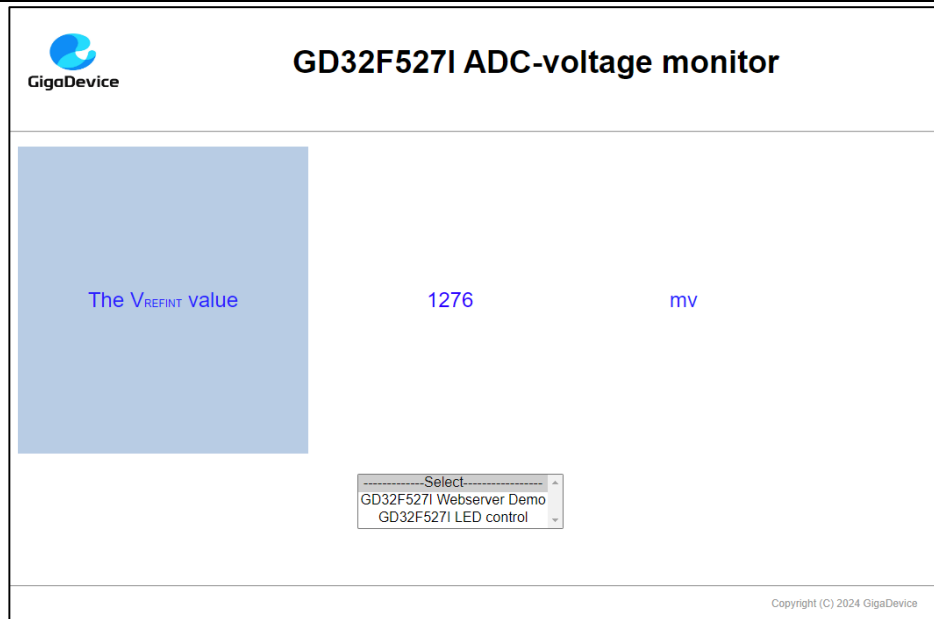 GigaDevice
GD32F527I ADC-voltage monitor
The VREFINT value 1276 mv
-------------Select-----------------
GD32F527I Webserver Demo
GD32F527I LED control
Copyright (C) 2024 GigaDevice